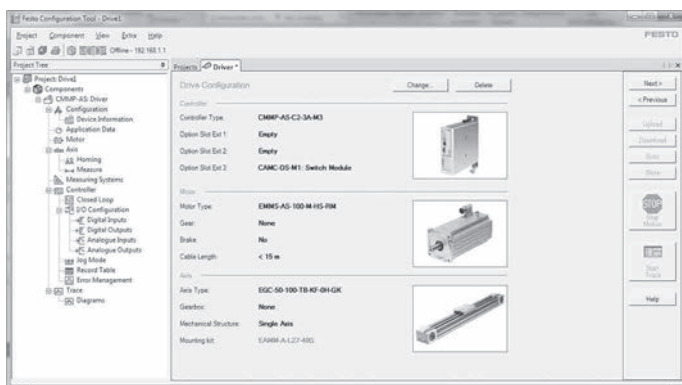 Festo Configuration Tool - Drive1
Project Component View Extra Help
FESTO
Offline - 192.168.1.1
Project Tree
Projects Driver *
Project: Drive1
Components
CMMP-AS: Driver
Configuration
Device Information
Application Data
Motor
Axis
Homing
Measure
Measuring Systems
Controller
Closed Loop
I/O Configuration
Digital Inputs
Digital Outputs
Analogue Inputs
Analogue Outputs
Jog Mode
Record Table
Error Management
Trace
Diagrams
Drive Configuration
Change...
Delete
Controller
Controller Type: CMMP-AS-C2-3A-M3
Option Slot Ext 1: Empty
Option Slot Ext 2: Empty
Option Slot Ext 3: CAMC-DS-M1: Switch Module
Motor
Motor Type: EMMS-AS-100-M-HS-RM
Gear: None
Brake: No
Cable Length: < 15 m
Axis
Axis Type: EGC-50-100-TB-KF-0H-GK
Gearbox: None
Mechanical Structure: Single Axis
Mounting kit:
Next >
< Previous
Upload
Download
Sync
Store
STOP
Stop
Motion
Start
Trace
Help